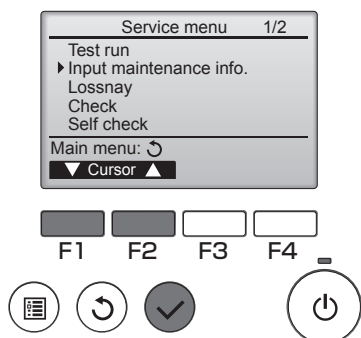 Service menu 1/2
Test run
Input maintenance info.
Lossnay
Check
Self check
Main menu:
▼ Cursor ▲
F1 F2 F3 F4